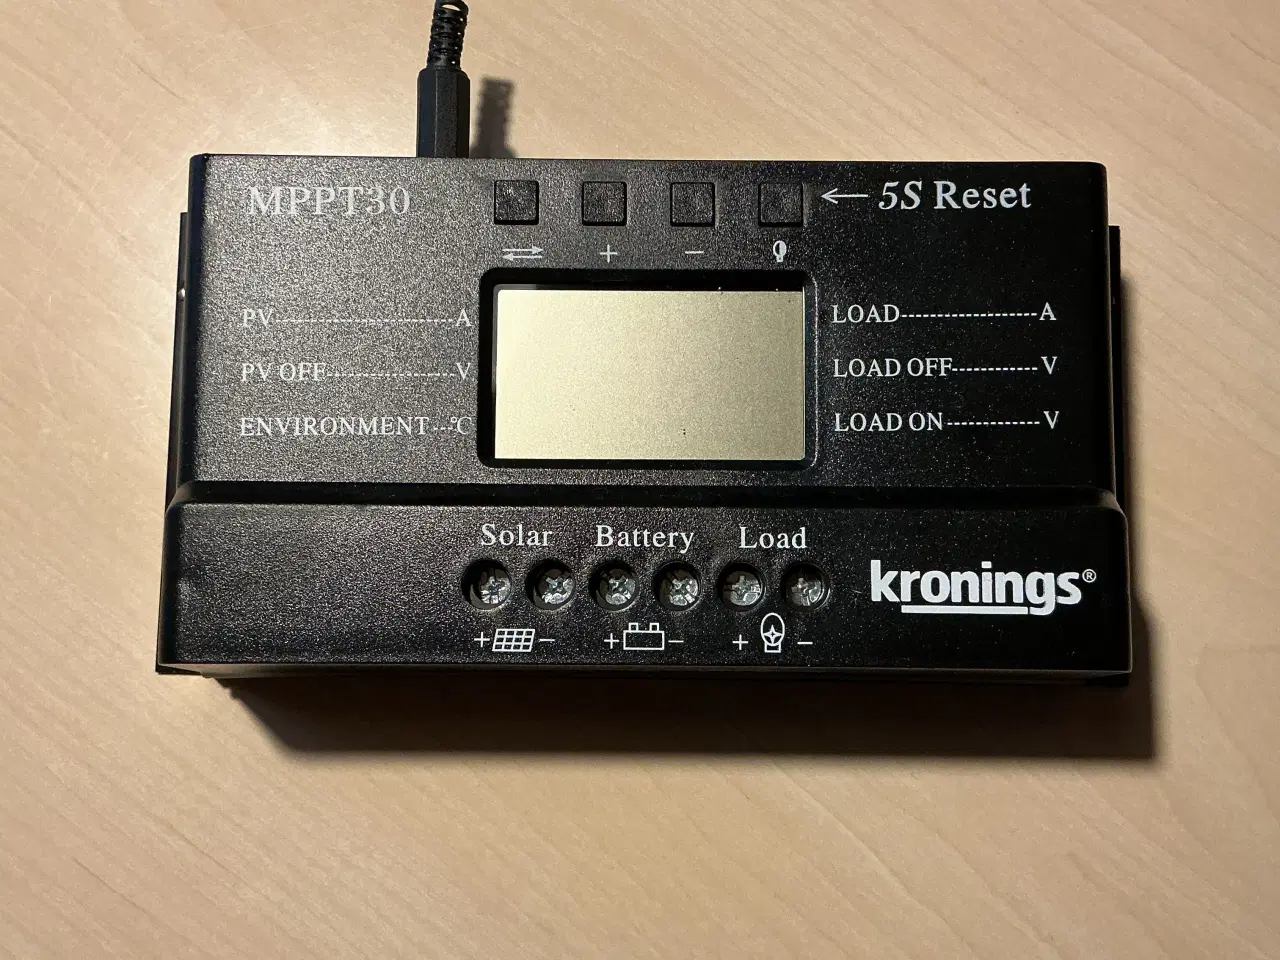 MPPT30
← 5S Reset
+ −
PV--------------------A
PV OFF---------------V
ENVIRONMENT---°C
LOAD------------------A
LOAD OFF-----------V
LOAD ON------------V
Solar Battery Load
+ − + − + −
kronings®